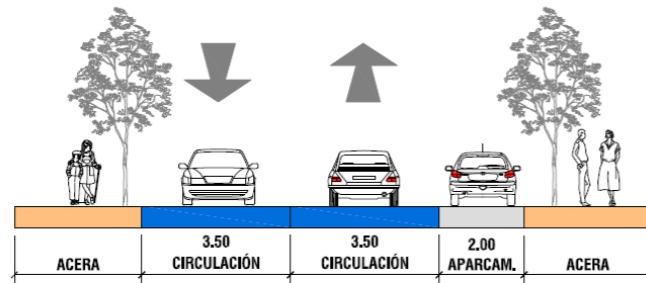 ACERA
3.50
CIRCULACIÓN
3.50
CIRCULACIÓN
2.00
APARCAM.
ACERA